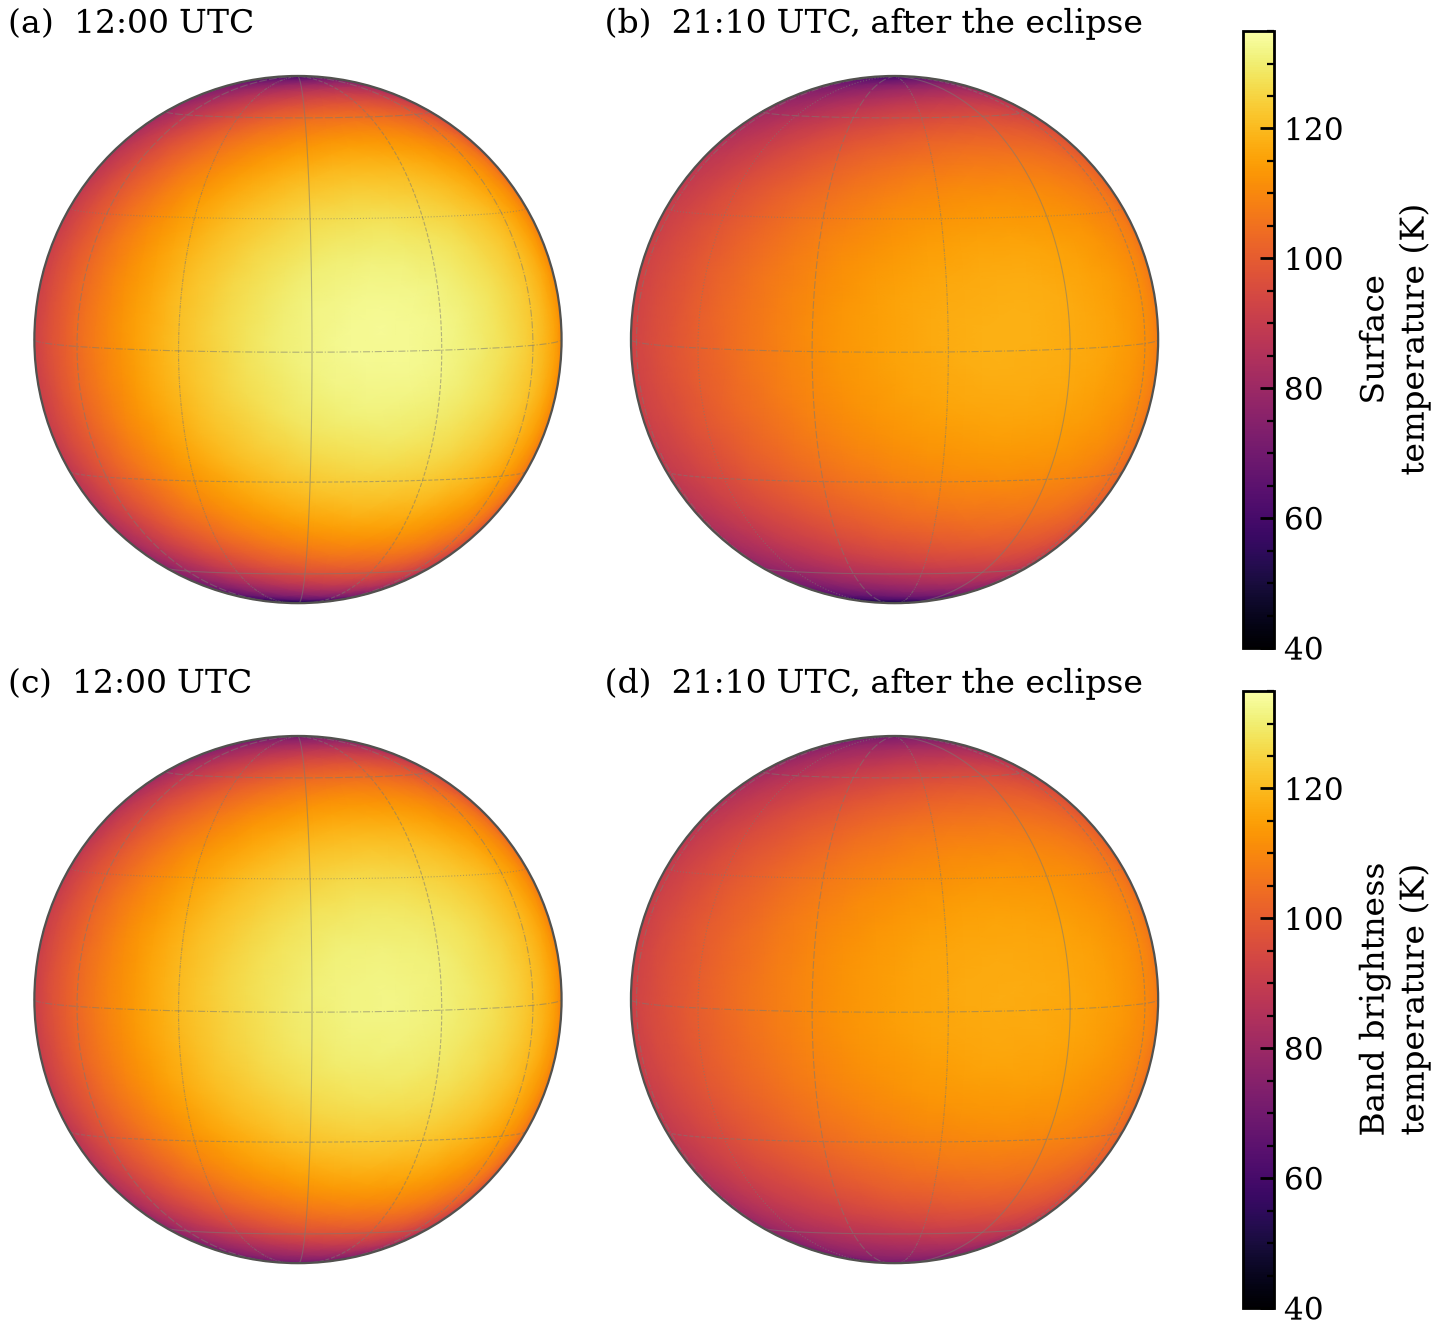 (a) 12:00 UTC
(b) 21:10 UTC, after the eclipse
120
100
80
60
40
Surface
temperature (K)
(c) 12:00 UTC
(d) 21:10 UTC, after the eclipse
120
100
80
60
40
Band brightness
temperature (K)